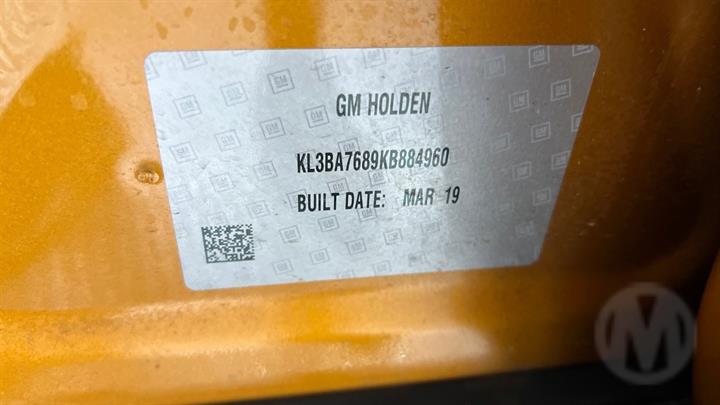 GM HOLDEN
KL3BA7689KB884960
BUILT DATE: MAR 19